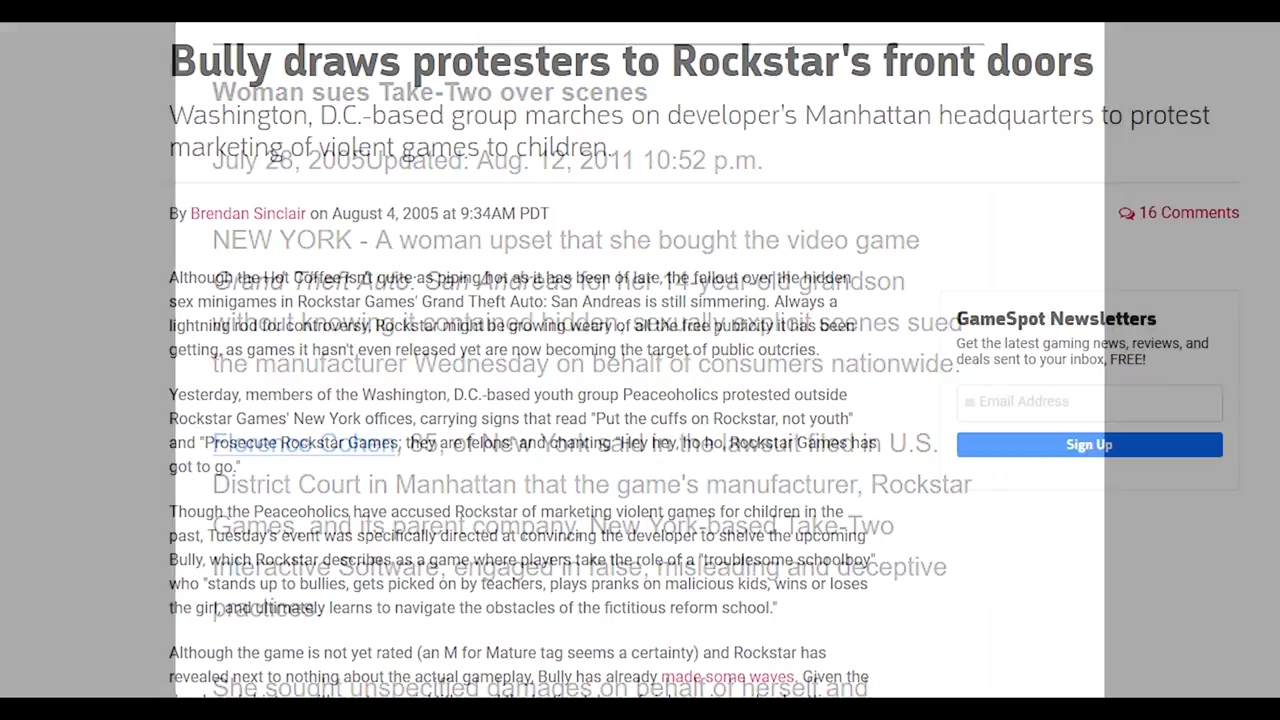 Bully draws protesters to Rockstar's front doors
Washington, D.C.-based group marches on developer's Manhattan headquarters to protest
marketing of violent games to children.
By Brendan Sinclair on August 4, 2005 at 9:34AM PDT
16 Comments
Although the Hot Coffee isn't quite as piping hot as it has been of late, the fallout over the hidden
sex minigames in Rockstar Games' Grand Theft Auto: San Andreas is still simmering. Always a
lightning rod for controversy, Rockstar might be growing weary of all the free publicity it has been
getting, as games it hasn't even released yet are now becoming the target of public outcries.
Yesterday, members of the Washington, D.C.-based youth group Peaceoholics protested outside
Rockstar Games' New York offices, carrying signs that read "Put the cuffs on Rockstar, not youth"
and "Prosecute Rockstar Games; they are felons" and chanting, "Hey hey, ho ho, Rockstar Games has
got to go."
Though the Peaceoholics have accused Rockstar of marketing violent games for children in the
past, Tuesday's event was specifically directed at convincing the developer to shelve the upcoming
Bully, which Rockstar describes as a game where players take the role of a "troublesome schoolboy"
who "stands up to bullies, gets picked on by teachers, plays pranks on malicious kids, wins or loses
the girl, and ultimately learns to navigate the obstacles of the fictitious reform school."
Although the game is not yet rated (an M for Mature tag seems a certainty) and Rockstar has
revealed next to nothing about the actual gameplay, Bully has already made some waves. Given the
GameSpot Newsletters
Get the latest gaming news, reviews, and
deals sent to your inbox, FREE!
Email Address
Sign Up
Woman sues Take-Two over scenes
July 28, 2005Updated: Aug. 12, 2011 10:52 p.m.
NEW YORK - A woman upset that she bought the video game
Grand Theft Auto: San Andreas for her 14-year-old grandson
without knowing it contained hidden, sexually explicit scenes sued
the manufacturer Wednesday on behalf of consumers nationwide.
Florence Cohen, 85, of New York said in the lawsuit filed in U.S.
District Court in Manhattan that the game's manufacturer, Rockstar
Games, and its parent company, New York-based Take-Two
Interactive Software, engaged in false, misleading and deceptive
practices.
She sought unspecified damages on behalf of herself and